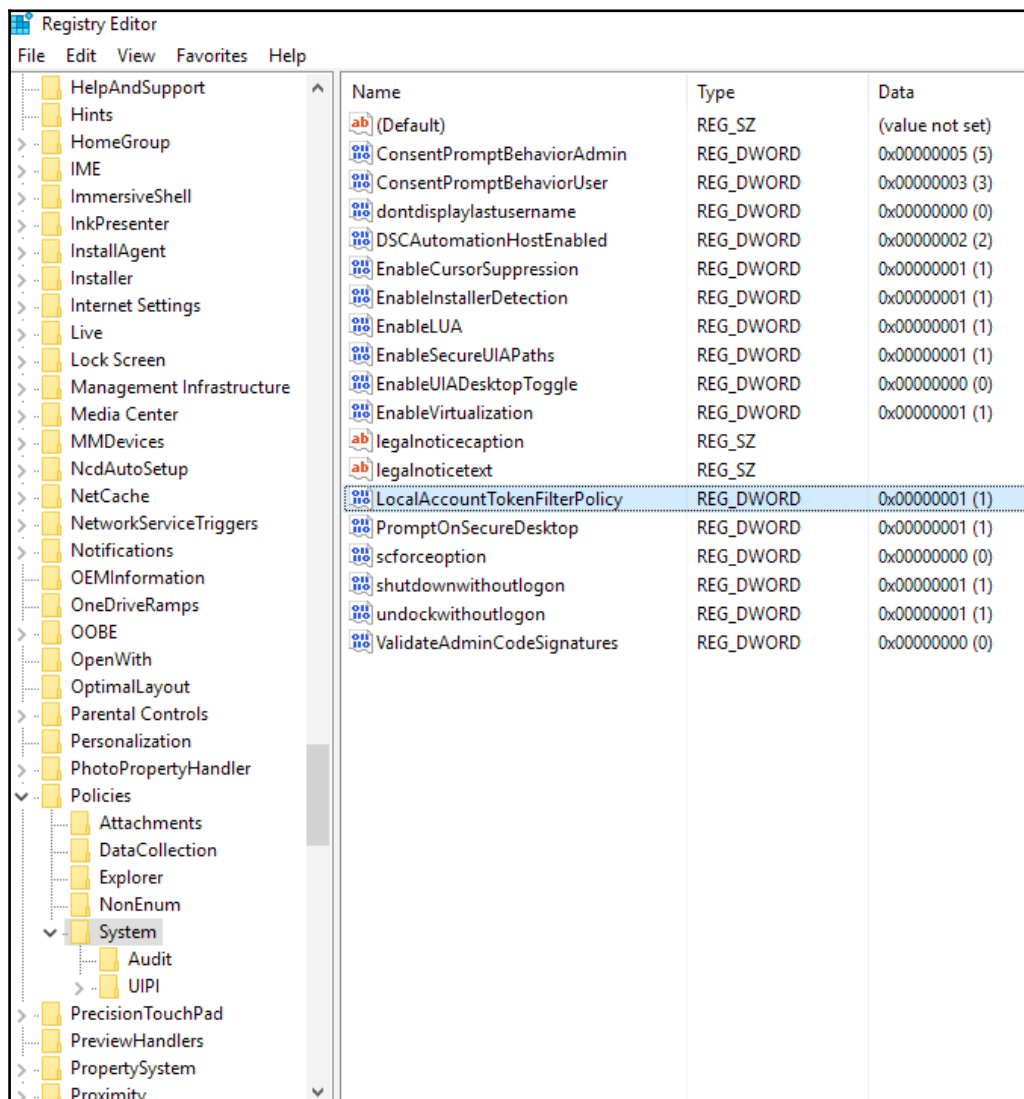 Registry Editor
File Edit View Favorites Help
HelpAndSupport
Hints
HomeGroup
IME
ImmersiveShell
InkPresenter
InstallAgent
Installer
Internet Settings
Live
Lock Screen
Management Infrastructure
Media Center
MMDevices
NcdAutoSetup
NetCache
NetworkServiceTriggers
Notifications
OEMInformation
OneDriveRamps
OOBE
OpenWith
OptimalLayout
Parental Controls
Personalization
PhotoPropertyHandler
Policies
Attachments
DataCollection
Explorer
NonEnum
System
Audit
UIPI
PrecisionTouchPad
PreviewHandlers
PropertySystem
Proximity
Name Type Data
(Default) REG_SZ (value not set)
ConsentPromptBehaviorAdmin REG_DWORD 0x00000005 (5)
ConsentPromptBehaviorUser REG_DWORD 0x00000003 (3)
dontdisplaylastusername REG_DWORD 0x00000000 (0)
DSCAutomationHostEnabled REG_DWORD 0x00000002 (2)
EnableCursorSuppression REG_DWORD 0x00000001 (1)
EnableInstallerDetection REG_DWORD 0x00000001 (1)
EnableLUA REG_DWORD 0x00000001 (1)
EnableSecureUIAPaths REG_DWORD 0x00000001 (1)
EnableUIADesktopToggle REG_DWORD 0x00000000 (0)
EnableVirtualization REG_DWORD 0x00000001 (1)
legalnoticecaption REG_SZ
legalnoticetext REG_SZ
LocalAccountTokenFilterPolicy REG_DWORD 0x00000001 (1)
PromptOnSecureDesktop REG_DWORD 0x00000001 (1)
scforceoption REG_DWORD 0x00000000 (0)
shutdownwithoutlogon REG_DWORD 0x00000001 (1)
undockwithoutlogon REG_DWORD 0x00000001 (1)
ValidateAdminCodeSignatures REG_DWORD 0x00000000 (0)